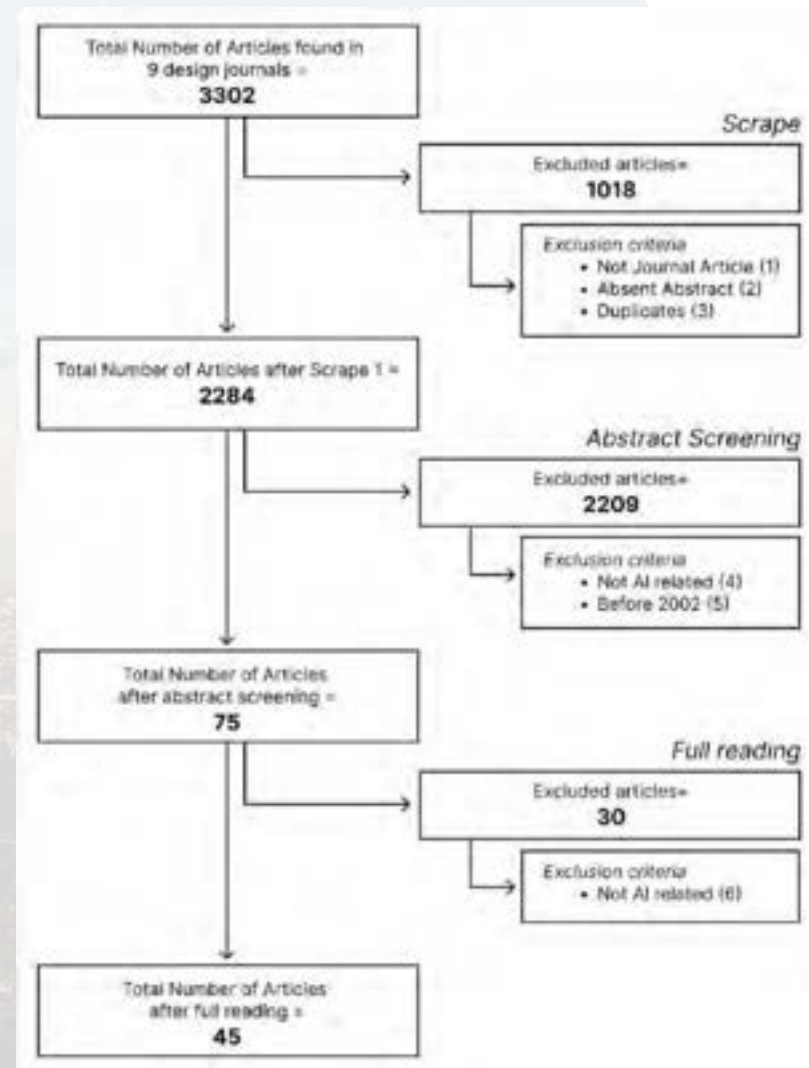 Total Number of Articles found in
9 design journals =
3302
Scrape
Excluded articles=
1018
Exclusion criteria
• Not Journal Article (1)
• Absent Abstract (2)
• Duplicates (3)
Total Number of Articles after Scrape 1 =
2284
Abstract Screening
Excluded articles=
2209
Exclusion criteria
• Not AI related (4)
• Before 2002 (5)
Total Number of Articles
after abstract screening =
75
Full reading
Excluded articles=
30
Exclusion criteria
• Not AI related (6)
Total Number of Articles
after full reading =
45